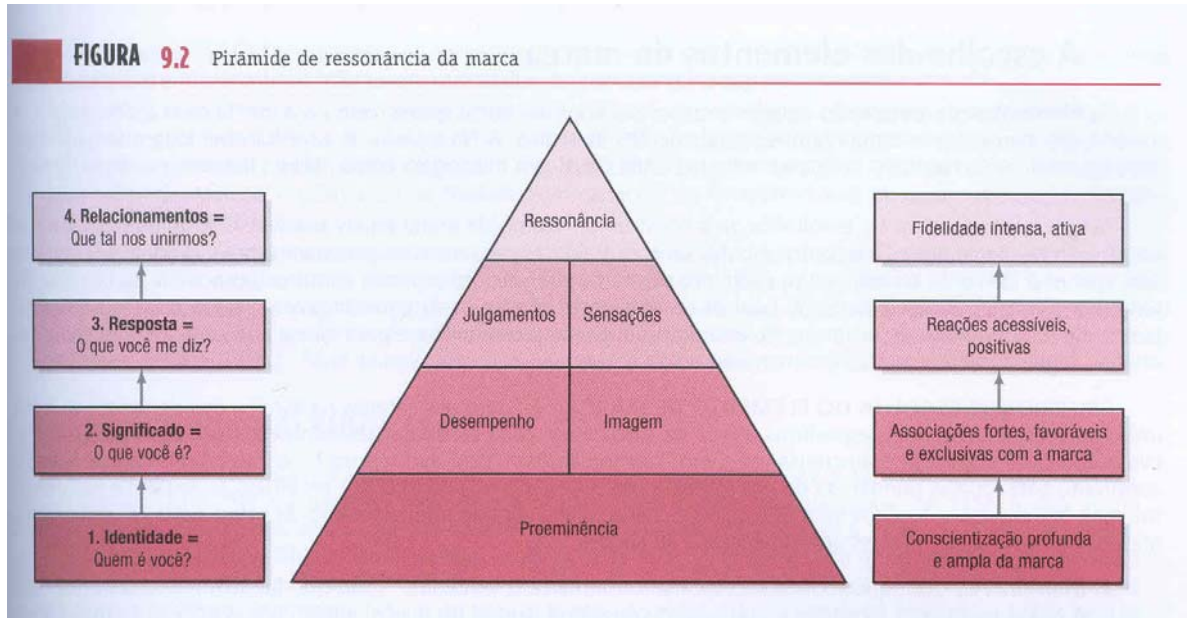 FIGURA 9.2 Pirâmide de ressonância da marca
4. Relacionamentos =
Que tal nos unirmos?
3. Resposta =
O que você me diz?
2. Significado =
O que você é?
1. Identidade =
Quem é você?
Ressonância
Julgamentos
Sensações
Desempenho
Imagem
Proeminência
Fidelidade intensa, ativa
Reações acessíveis,
positivas
Associações fortes, favoráveis
e exclusivas com a marca
Conscientização profunda
e ampla da marca